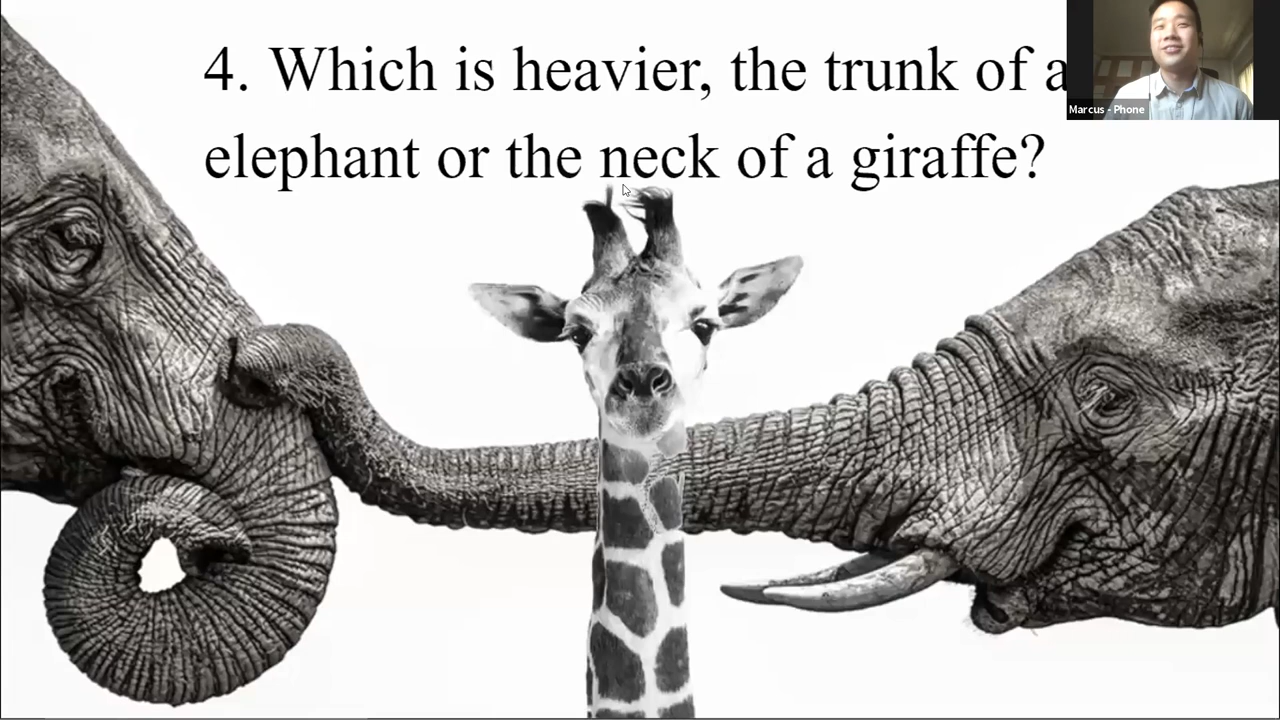 4. Which is heavier, the trunk of a
elephant or the neck of a giraffe?
Marcus - Phone